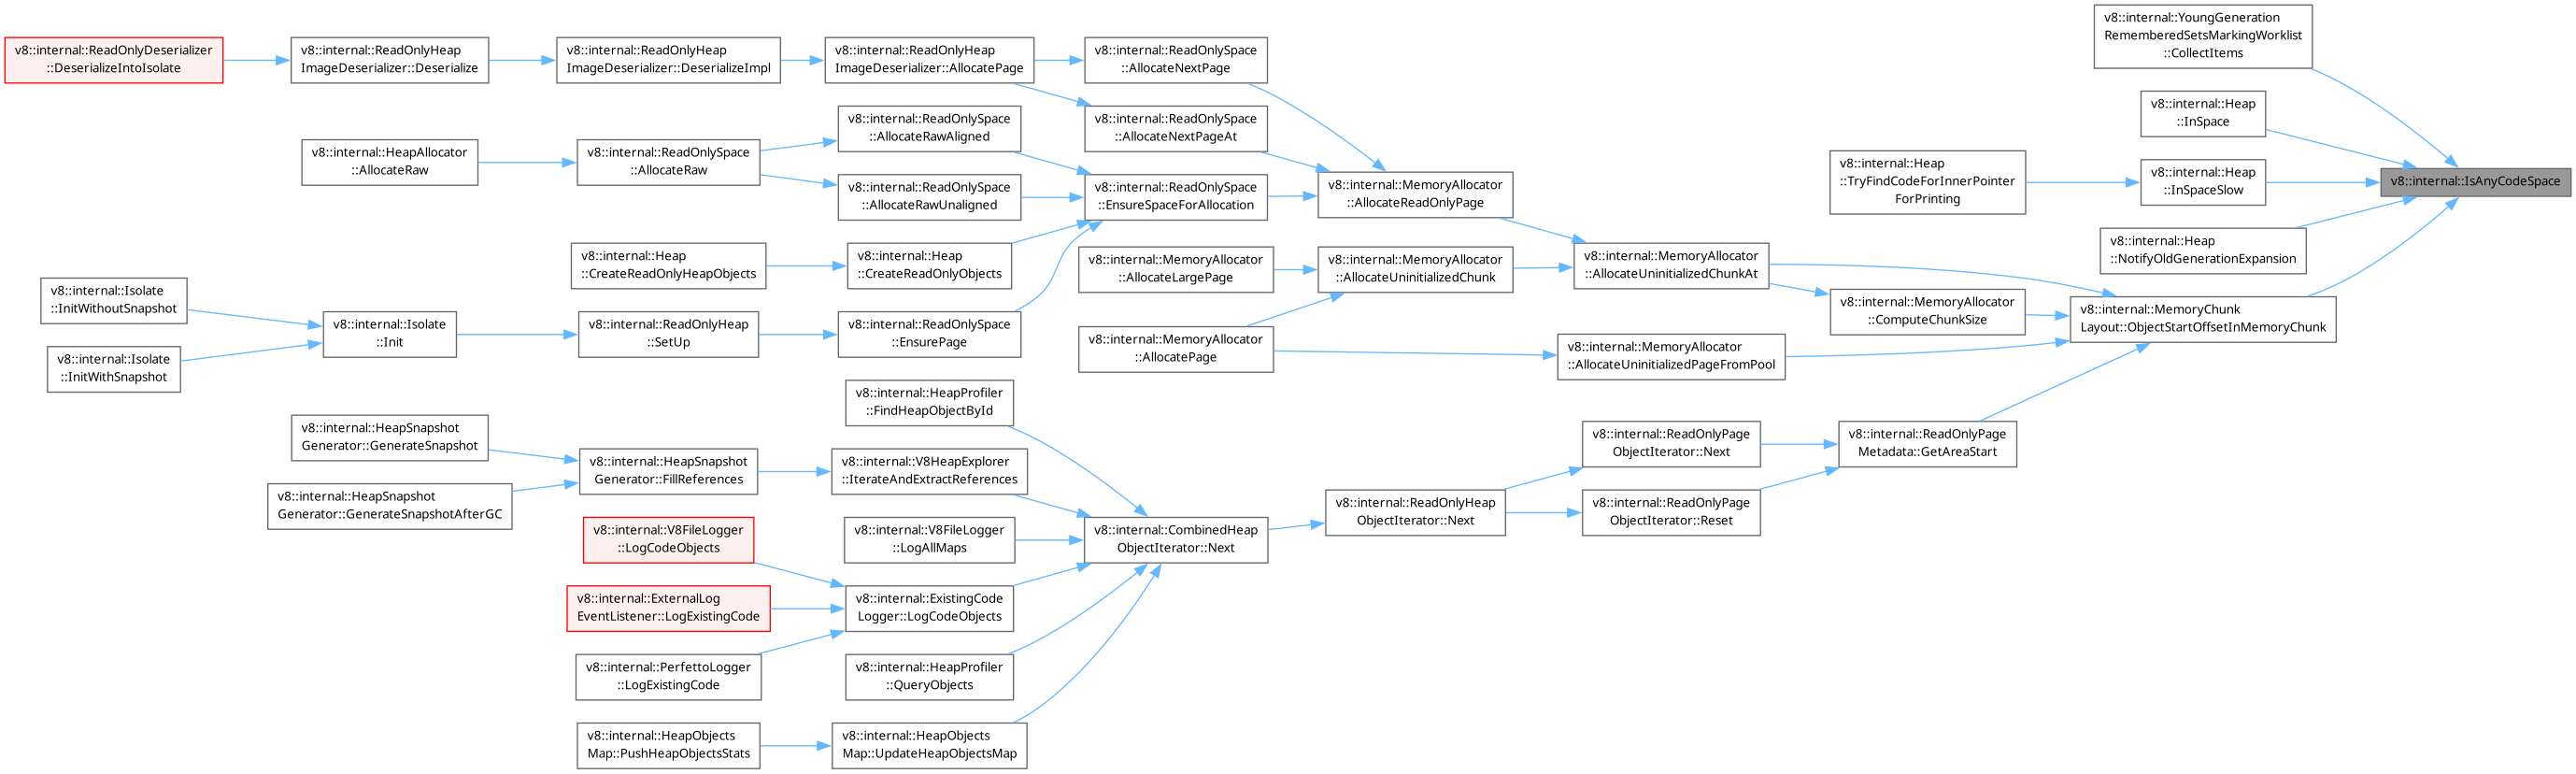 v8::internal::IsAnyCodeSpace
v8::internal::YoungGeneration
RememberedSetsMarkingWorklist
::CollectItems
v8::internal::Heap
::InSpace
v8::internal::Heap
::InSpaceSlow
v8::internal::Heap
::TryFindCodeForInnerPointer
ForPrinting
v8::internal::Heap
::NotifyOldGenerationExpansion
v8::internal::MemoryChunk
Layout::ObjectStartOffsetInMemoryChunk
v8::internal::MemoryAllocator
::AllocateUninitializedChunkAt
v8::internal::MemoryAllocator
::AllocateReadOnlyPage
v8::internal::ReadOnlySpace
::AllocateNextPage
v8::internal::ReadOnlyHeap
ImageDeserializer::AllocatePage
v8::internal::ReadOnlyHeap
ImageDeserializer::DeserializeImpl
v8::internal::ReadOnlyHeap
ImageDeserializer::Deserialize
v8::internal::ReadOnlyDeserializer
::DeserializeIntoIsolate
v8::internal::ReadOnlySpace
::AllocateNextPageAt
v8::internal::ReadOnlySpace
::EnsureSpaceForAllocation
v8::internal::ReadOnlySpace
::AllocateRawAligned
v8::internal::ReadOnlySpace
::AllocateRaw
v8::internal::HeapAllocator
::AllocateRaw
v8::internal::ReadOnlySpace
::AllocateRawUnaligned
v8::internal::Heap
::CreateReadOnlyObjects
v8::internal::Heap
::CreateReadOnlyHeapObjects
v8::internal::ReadOnlySpace
::EnsurePage
v8::internal::ReadOnlyHeap
::SetUp
v8::internal::Isolate
::Init
v8::internal::Isolate
::InitWithoutSnapshot
v8::internal::Isolate
::InitWithSnapshot
v8::internal::MemoryAllocator
::AllocateUninitializedChunk
v8::internal::MemoryAllocator
::AllocateLargePage
v8::internal::MemoryAllocator
::AllocatePage
v8::internal::MemoryAllocator
::ComputeChunkSize
v8::internal::MemoryAllocator
::AllocateUninitializedPageFromPool
v8::internal::ReadOnlyPage
Metadata::GetAreaStart
v8::internal::ReadOnlyPage
ObjectIterator::Next
v8::internal::ReadOnlyHeap
ObjectIterator::Next
v8::internal::ReadOnlyPage
ObjectIterator::Reset
v8::internal::CombinedHeap
ObjectIterator::Next
v8::internal::HeapProfiler
::FindHeapObjectById
v8::internal::V8HeapExplorer
::IterateAndExtractReferences
v8::internal::HeapSnapshot
Generator::FillReferences
v8::internal::HeapSnapshot
Generator::GenerateSnapshot
v8::internal::HeapSnapshot
Generator::GenerateSnapshotAfterGC
v8::internal::V8FileLogger
::LogAllMaps
v8::internal::ExistingCode
Logger::LogCodeObjects
v8::internal::V8FileLogger
::LogCodeObjects
v8::internal::ExternalLog
EventListener::LogExistingCode
v8::internal::PerfettoLogger
::LogExistingCode
v8::internal::HeapProfiler
::QueryObjects
v8::internal::HeapObjects
Map::UpdateHeapObjectsMap
v8::internal::HeapObjects
Map::PushHeapObjectsStats